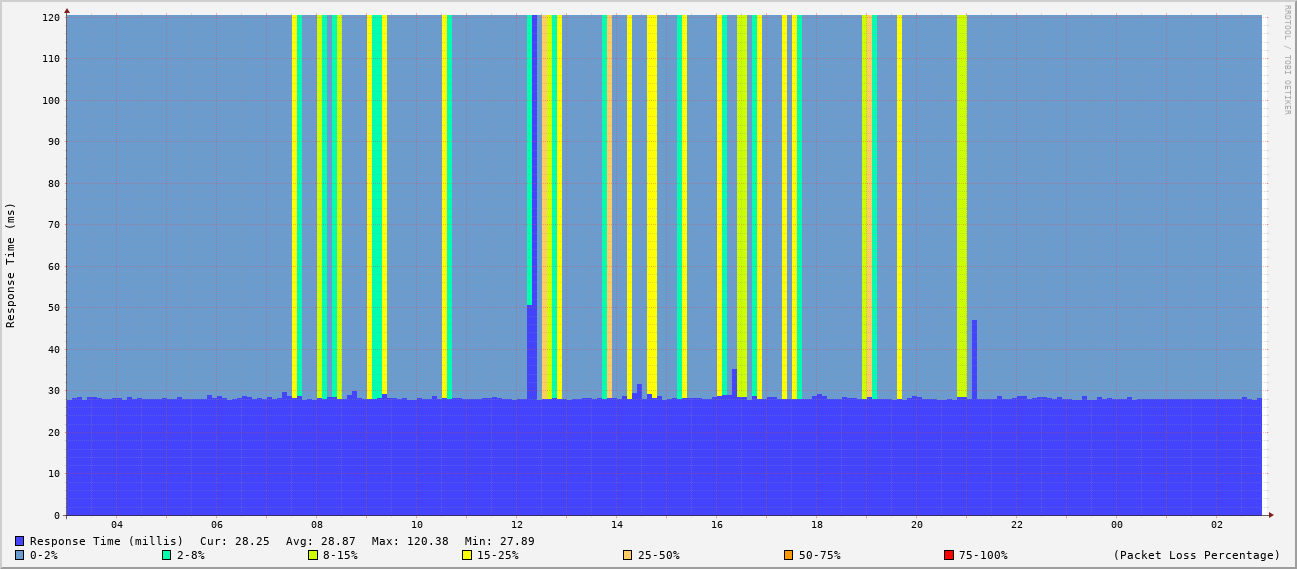 RRDTOOL / TOBI OETIKER
Response Time (ms)
120
110
100
90
80
70
60
50
40
30
20
10
0
04 06 08 10 12 14 16 18 20 22 00 02
Response Time (millis) Cur: 28.25 Avg: 28.87 Max: 120.38 Min: 27.89
0-2% 2-8% 8-15% 15-25% 25-50% 50-75% 75-100% (Packet Loss Percentage)